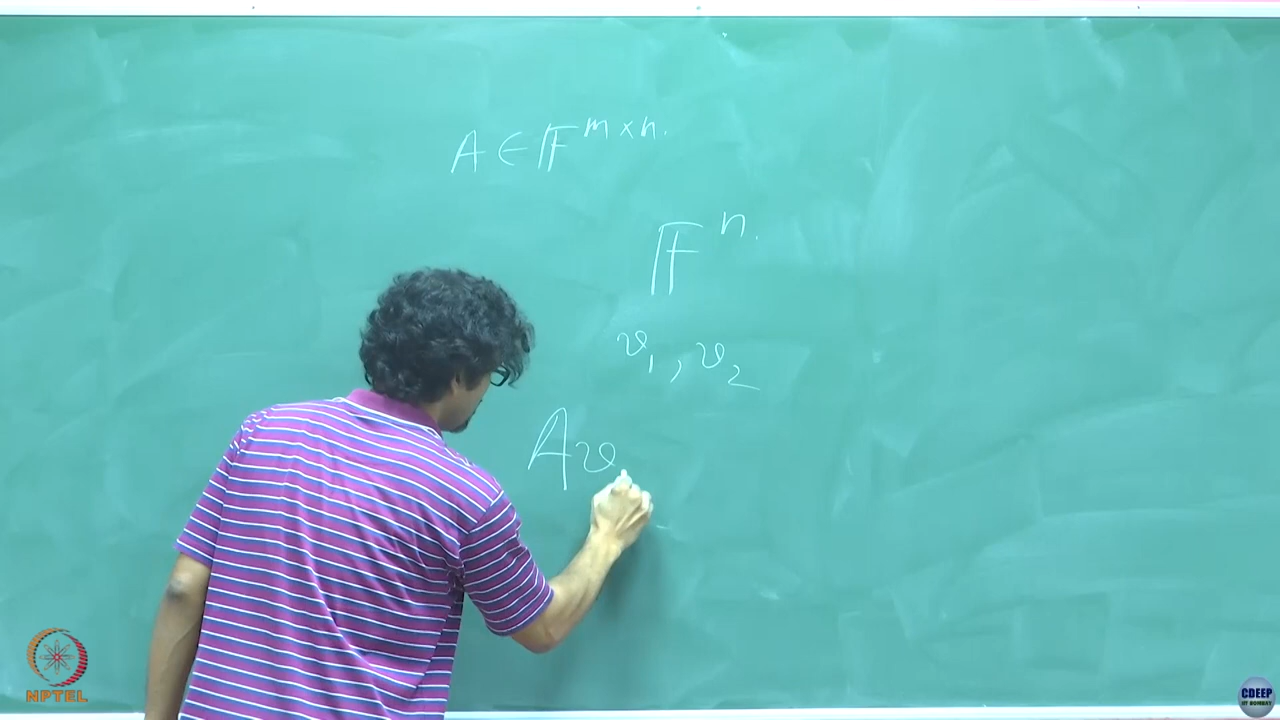 A ∈ 𝔽^{m×n}.
𝔽^n.
v₁, v₂
Av
NPTEL
CDEEP
IIT BOMBAY